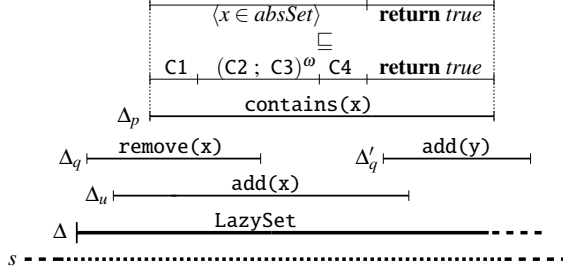 ⟨x ∈ absSet⟩ return true
⊑
C1 (C2 ; C3)^ω C4 return true
Δ_p contains(x)
Δ_q remove(x) Δ′_q add(y)
Δ_u add(x)
Δ LazySet
s